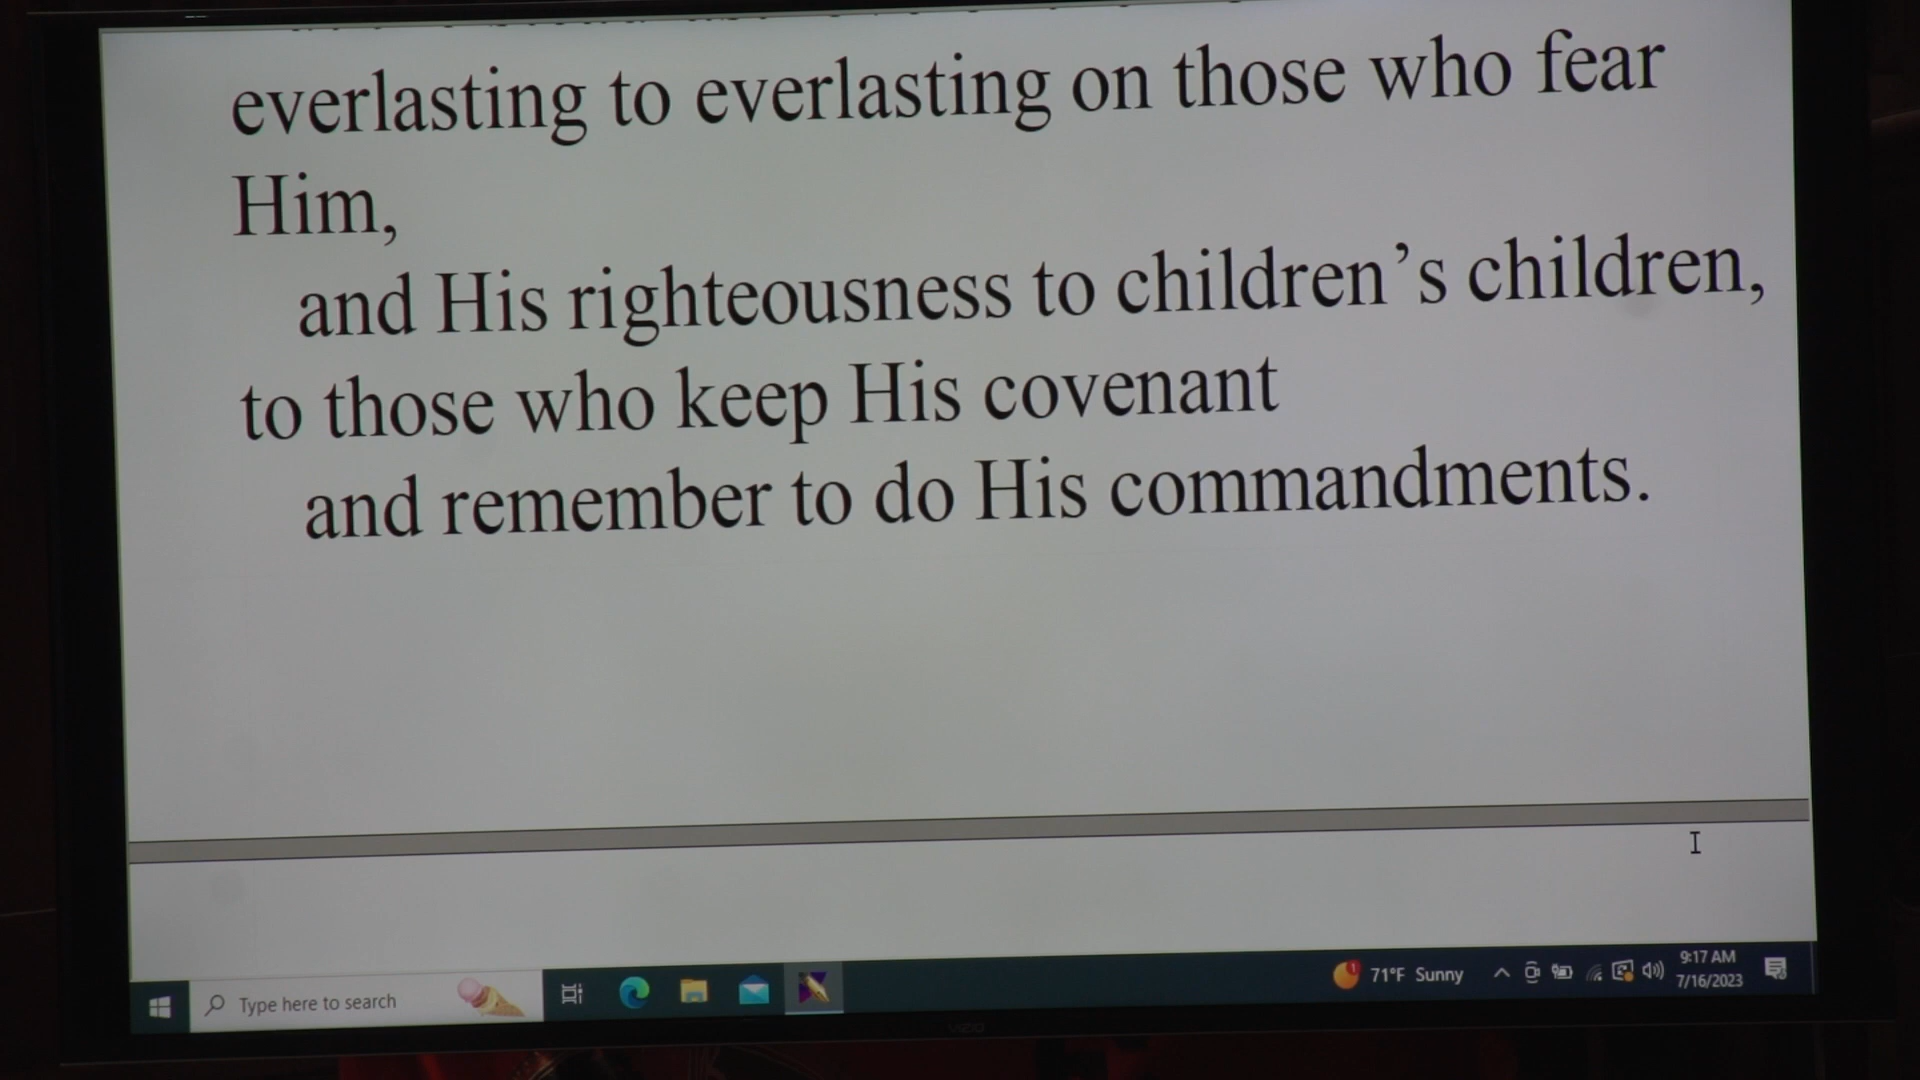 everlasting to everlasting on those who fear
Him,
and His righteousness to children’s children,
to those who keep His covenant
and remember to do His commandments.
Type here to search
71°F Sunny
9:17 AM
7/16/2023
VIZIO